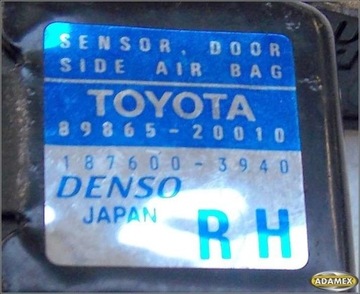 SENSOR, DOOR
SIDE AIR BAG
TOYOTA
89865-20010
187600-3940
DENSO
JAPAN
RH
ADAMEX